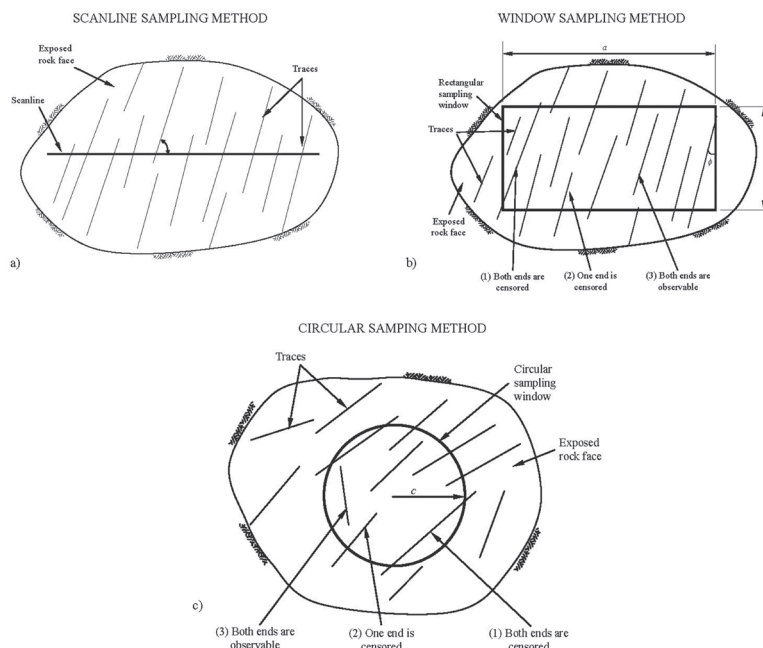 SCANLINE SAMPLING METHOD
Exposed
rock face
Traces
Scanline
a)
WINDOW SAMPLING METHOD
a
Rectangular
sampling
window
Traces
ϕ
Exposed
rock face
b)
(1) Both ends are
censored
(2) One end is
censored
(3) Both ends are
observable
CIRCULAR SAMPING METHOD
Traces
Circular
sampling
window
Exposed
rock face
c
c)
(3) Both ends are
observable
(2) One end is
censored
(1) Both ends are
censored